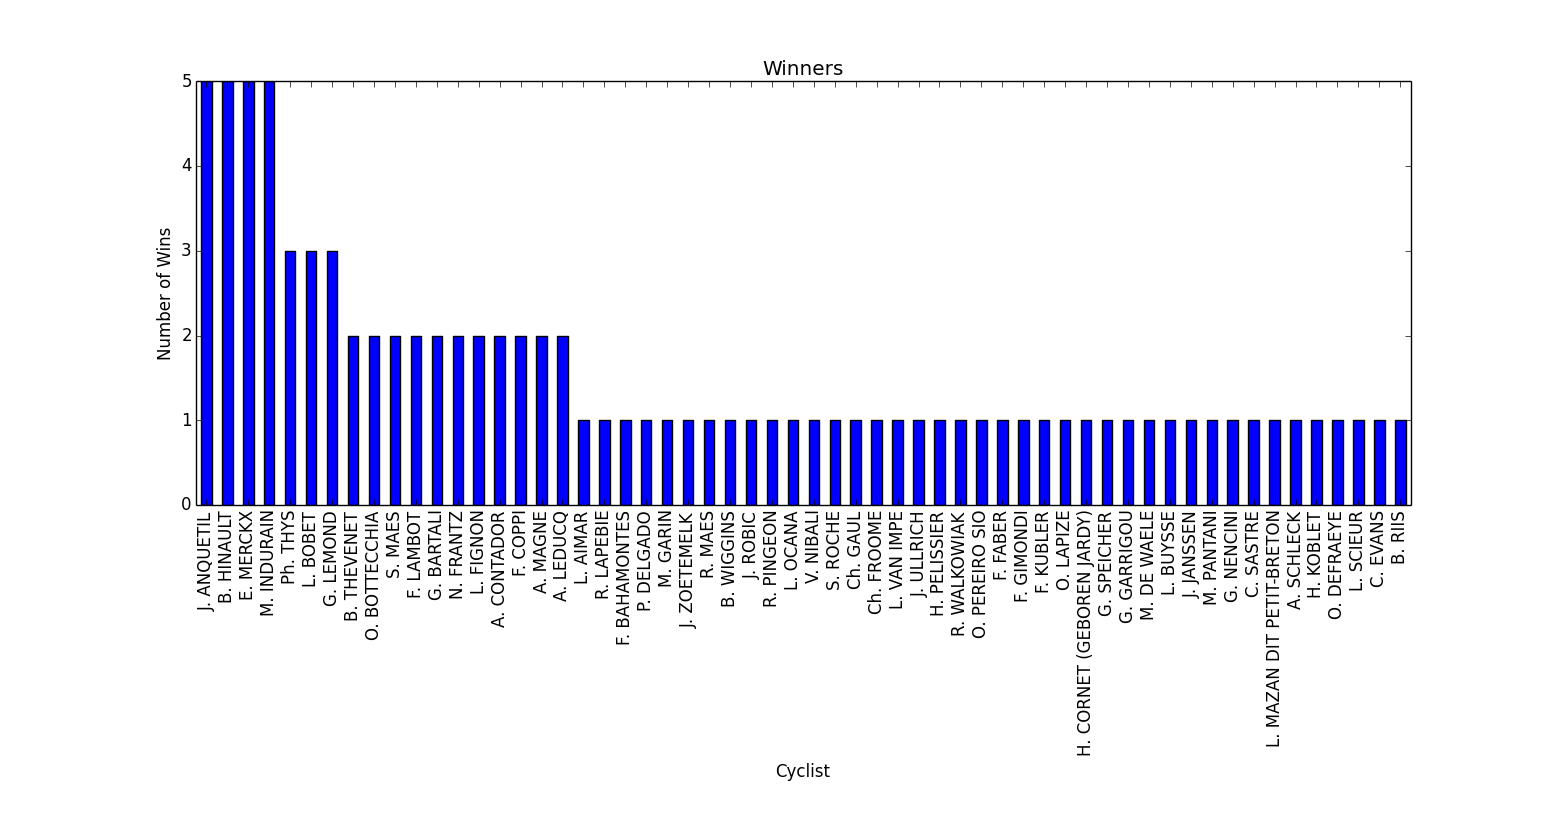 Winners
Number of Wins
5
4
3
2
1
0
J. ANQUETIL
B. HINAULT
E. MERCKX
M. INDURAIN
Ph. THYS
L. BOBET
G. LEMOND
B. THEVENET
O. BOTTECCHIA
S. MAES
F. LAMBOT
G. BARTALI
N. FRANTZ
L. FIGNON
A. CONTADOR
F. COPPI
A. MAGNE
A. LEDUCQ
L. AIMAR
R. LAPEBIE
F. BAHAMONTES
P. DELGADO
M. GARIN
J. ZOETEMELK
R. MAES
B. WIGGINS
J. ROBIC
R. PINGEON
L. OCANA
V. NIBALI
S. ROCHE
Ch. GAUL
Ch. FROOME
L. VAN IMPE
J. ULLRICH
H. PELISSIER
R. WALKOWIAK
O. PEREIRO SIO
F. FABER
F. GIMONDI
F. KUBLER
O. LAPIZE
H. CORNET (GEBOREN JARDY)
G. SPEICHER
G. GARRIGOU
M. DE WAELE
L. BUYSSE
J. JANSSEN
M. PANTANI
G. NENCINI
C. SASTRE
L. MAZAN DIT PETIT-BRETON
A. SCHLECK
H. KOBLET
O. DEFRAEYE
L. SCIEUR
C. EVANS
B. RIIS
Cyclist